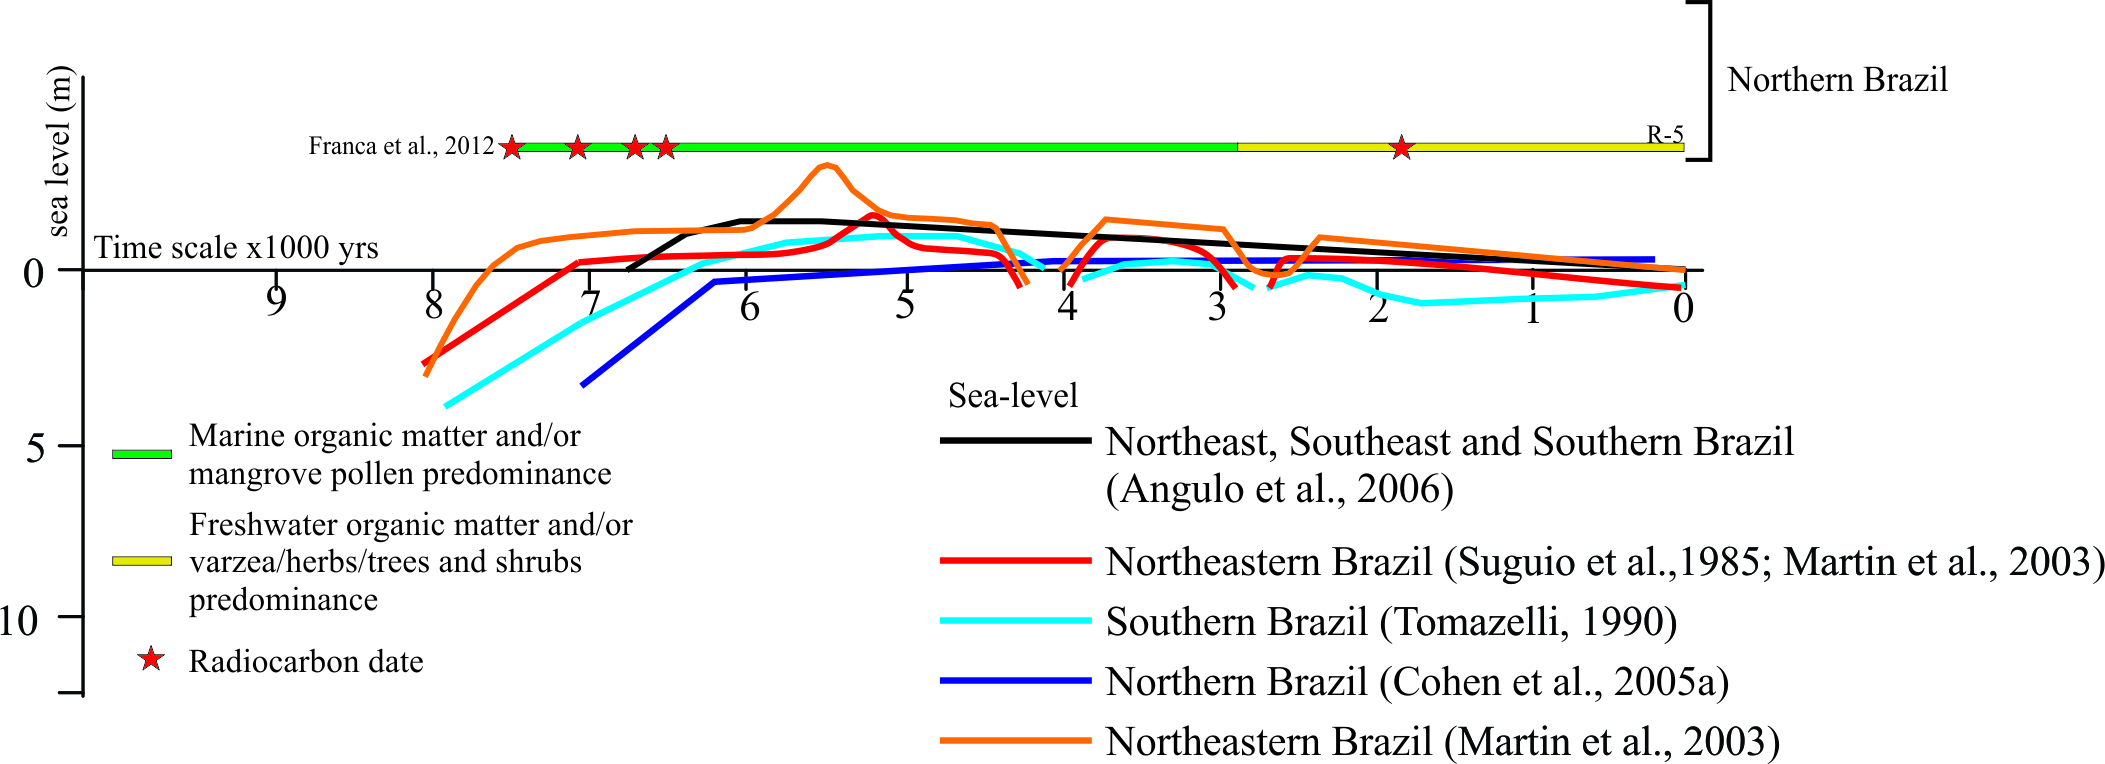 Northern Brazil
sea level (m)
Franca et al., 2012
R-5
Time scale x1000 yrs
0
9 8 7 6 5 4 3 2 1 0
5
10
Marine organic matter and/or
mangrove pollen predominance
Freshwater organic matter and/or
varzea/herbs/trees and shrubs
predominance
Radiocarbon date
Sea-level
Northeast, Southeast and Southern Brazil
(Angulo et al., 2006)
Northeastern Brazil (Suguio et al.,1985; Martin et al., 2003)
Southern Brazil (Tomazelli, 1990)
Northern Brazil (Cohen et al., 2005a)
Northeastern Brazil (Martin et al., 2003)